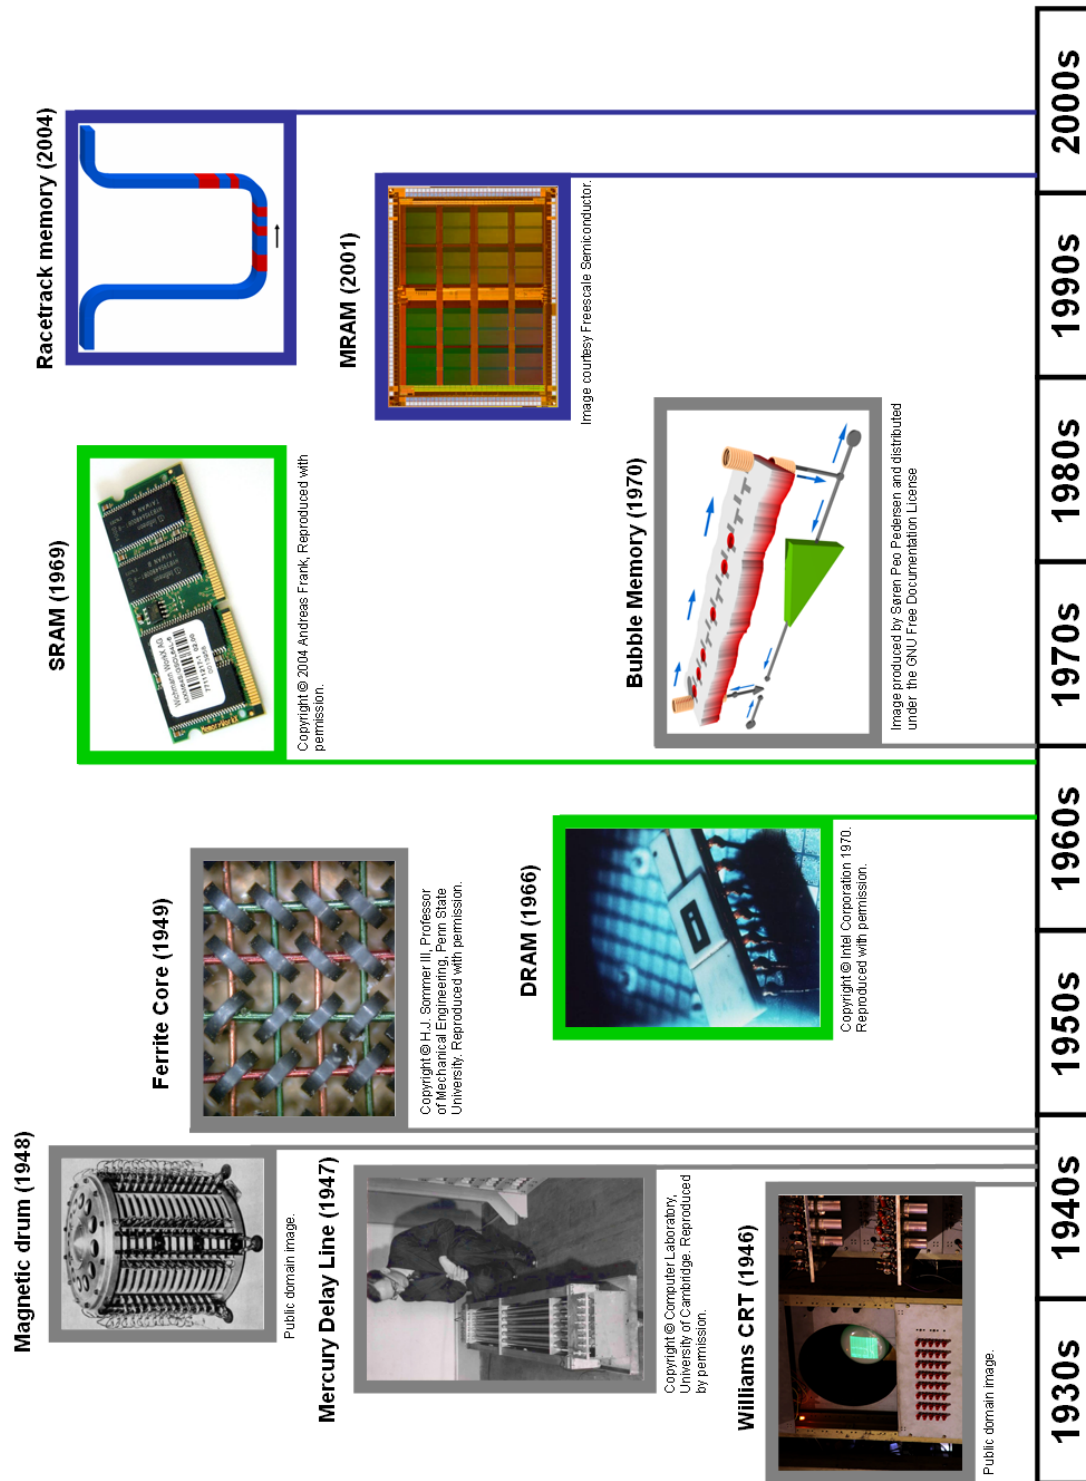 Racetrack memory (2004)
SRAM (1969)
Copyright © 2004 Andreas Frank, Reproduced with
permission.
MRAM (2001)
Image courtesy Freescale Semiconductor.
Magnetic drum (1948)
Public domain image.
Ferrite Core (1949)
Copyright © H.J. Sommer III, Professor
of Mechanical Engineering, Penn State
University. Reproduced with permission.
Mercury Delay Line (1947)
Copyright © Computer Laboratory,
University of Cambridge. Reproduced
by permission.
DRAM (1966)
Copyright © Intel Corporation 1970.
Reproduced with permission.
Bubble Memory (1970)
Image produced by Søren Peo Pedersen and distributed
under the GNU Free Documentation License
Williams CRT (1946)
Public domain image.
1930s
1940s
1950s
1960s
1970s
1980s
1990s
2000s